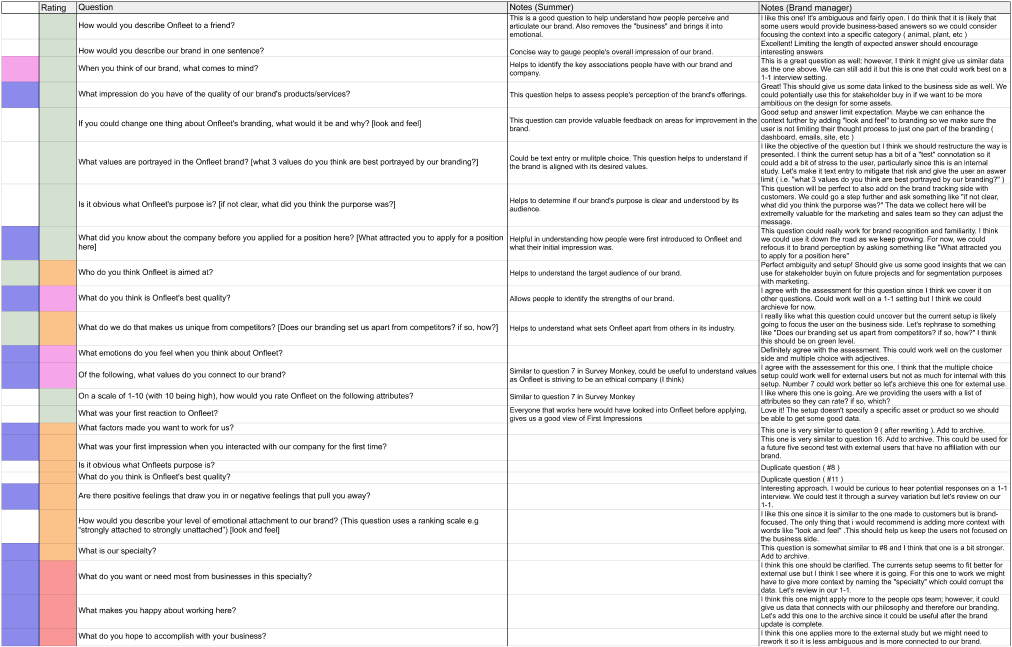 Rating Question Notes (Summer) Notes (Brand manager)
How would you describe Onfleet to a friend?
This is a good question to help understand how people perceive and
articulate our brand. Also removes the "business" and brings it into
emotional.
I like this one! It's ambiguous and fairly open. I do think that it is likely that
some users would provide business-based answers so we could consider
focusing the context into a specific category ( animal, plant, etc )
How would you describe our brand in one sentence?
Concise way to gauge people's overall impression of our brand.
Excellent! Limiting the length of expected answer should encourage
interesting answers
When you think of our brand, what comes to mind?
Helps to identify the key associations people have with our brand and
company.
This is a great question as well; however, I think it might give us similar data
as the one above. We can still add it but this is one that could work best on a
1-1 interview setting.
What impression do you have of the quality of our brand's products/services?
This question helps to assess people's perception of the brand's offerings.
Great! This should give us some data linked to the business side as well. We
could potentially use this for stakeholder buy in if we want to be more
ambitious on the design for some assets.
If you could change one thing about Onfleet's branding, what would it be and why? [look and feel]
This question can provide valuable feedback on areas for improvement in the
brand.
Good setup and answer limit expectation. Maybe we can enhance the
context further by adding "look and feel" to branding so we make sure the
user is not limiting their thought process to just one part of the branding (
dashboard, emails, site, etc )
What values are portrayed in the Onfleet brand? [what 3 values do you think are best portrayed by our branding?]
Could be text entry or mulitple choice. This question helps to understand if
the brand is aligned with its desired values.
I like the objective of the question but I think we should restructure the way is
presented. I think the current setup has a bit of a "test" connotation so it could
add a bit of stress to the user, particularly since this is an internal
study. Let's make it text entry to mitigate that risk and give the user an aswer
limit ( i.e. "what 3 values do you think are best portrayed by our branding?" )
Is it obvious what Onfleet's purpose is? [if not clear, what did you think the purpose was?]
Helps to determine if our brand's purpose is clear and understood by its
audience.
This question will be perfect to also add on the brand tracking side with
customers. We could go a step further and ask something like "if not clear,
what did you think the purporse was?" The data we collect here will be
extremelly valuable for the marketing and sales team so they can adjust the
message.
What did you know about the company before you applied for a position here? [What attracted you to apply for a position
here]
Helpful in understanding how people were first introduced to Onfleet and
what their initial impression was.
This question could really work for brand recognition and familiarity. I think
we could use it down the road as we keep growing. For now, we could
refocus it to brand perception by asking something like "What attracted you
to apply for a position here"
Who do you think Onfleet is aimed at?
Helps to understand the target audience of our brand.
Perfect ambiguity and setup! Should give us some good insights that we can
use for stakeholder buyin on future projects and for segmentation purposes
with marketing.
What do you think is Onfleet's best quality?
Allows people to identify the strengths of our brand.
I agree with the assessment for this question since I think we cover it on
other questions. Could work well on a 1-1 setting but I think we could
archieve for now.
What do we do that makes us unique from competitors? [Does our branding set us apart from competitors? if so, how?]
Helps to understand what sets Onfleet apart from others in its industry.
I really like what this question could uncover but the current setup is likely
going to focus the user on the business side. Let's rephrase to something
like "Does our branding set us apart from competitors? if so, how?" I think
this should be on green level.
What emotions do you feel when you think about Onfleet?
Definitely agree with the assessment. This could work well on the customer
side and multiple choice with adjectives.
Of the following, what values do you connect to our brand?
Similar to question 7 in Survey Monkey, could be useful to understand values
as Onfleet is striving to be an ethical company (I think)
I agree with the assessment for this one. I think that the multiple choice
setup could work well for external users but not as much for internal with this
setup. Number 7 could work better so let's archieve this one for external use.
On a scale of 1-10 (with 10 being high), how would you rate Onfleet on the following attributes?
Similar to question 7 in Survey Monkey
I like where this one is going. Are we providing the users with a list of
attributes so they can rate? if so, which?
What was your first reaction to Onfleet?
Everyone that works here would have looked into Onfleet before applying,
gives us a good view of First Impressions
Love it! The setup doesn't specify a specific asset or product so we should
be able to get some good data.
What factors made you want to work for us?
This one is very similar to question 9 ( after rewriting ). Add to archive.
What was your first impression when you interacted with our company for the first time?
This one is very similar to question 16. Add to archive. This could be used for
a future five second test with external users that have no affiliation with our
brand.
Is it obvious what Onfleets purpose is?
Duplicate question ( #8 )
What do you think is Onfleet's best quality?
Duplicate question ( #11 )
Are there positive feelings that draw you in or negative feelings that pull you away?
Interesting approach. I would be curious to hear potential responses on a 1-1
interview. We could test it through a survey variation but let's review on our
1-1.
How would you describe your level of emotional attachment to our brand? (This question uses a ranking scale e.g
"strongly attached to strongly unattached") [look and feel]
I like this one since it is similar to the one made to customers but is brand-
focused. The only thing that i would recommend is adding more context with
words like "look and feel" .This should help us keep the users not focused on
the business side.
What is our specialty?
This question is somewhat similar to #8 and I think that one is a bit stronger.
Add to archive.
What do you want or need most from businesses in this specialty?
I think this one should be clarified. The currents setup seems to fit better for
external use but I think I see where it is going. For this one to work we might
have to give more context by naming the "specialty" which could corrupt the
data. Let's review in our 1-1.
What makes you happy about working here?
I think this one might apply more to the people ops team; however, it could
give us data that connects with our philosophy and therefore our branding.
Let's add this one to the archive since it could be useful after the brand
update is complete.
What do you hope to accomplish with your business?
I think this one applies more to the external study but we might need to
rework it so it is less ambiguous and is more connected to our brand.